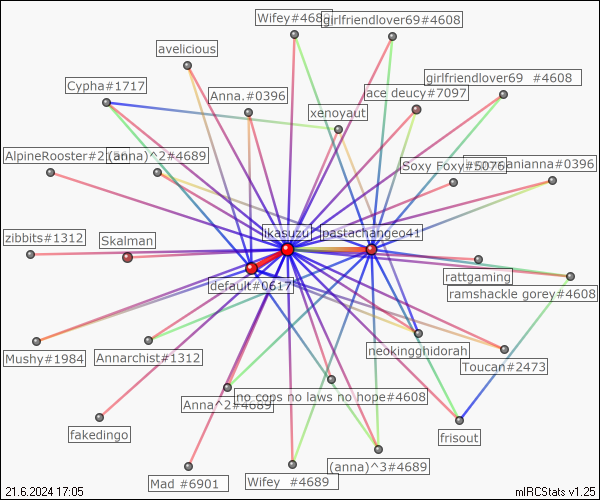 Wifey#4689
girlfriendlover69#4608
avelicious
girlfriendlover69 #4608
Cypha#1717
ace deucy#7097
Anna.#0396
xenoyaut
AlpineRooster#2
(anna)^2#4689
Soxy Foxy#5076
anianna#0396
zibbits#1312
Skalman
ikasuzu
pastachangeo41
default#0617
rattgaming
ramshackle gorey#4608
Mushy#1984
Annarchist#1312
neokingghidorah
Toucan#2473
Anna^2#4689
no cops no laws no hope#4608
fakedingo
frisout
(anna)^3#4689
Mad #6901
Wifey #4689
21.6.2024 17:05
mIRCStats v1.25